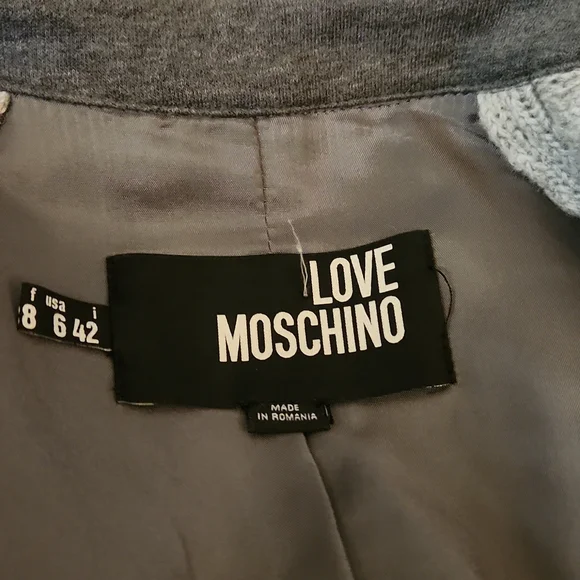 LOVE
MOSCHINO
f usa i
8 6 42
MADE
IN ROMANIA